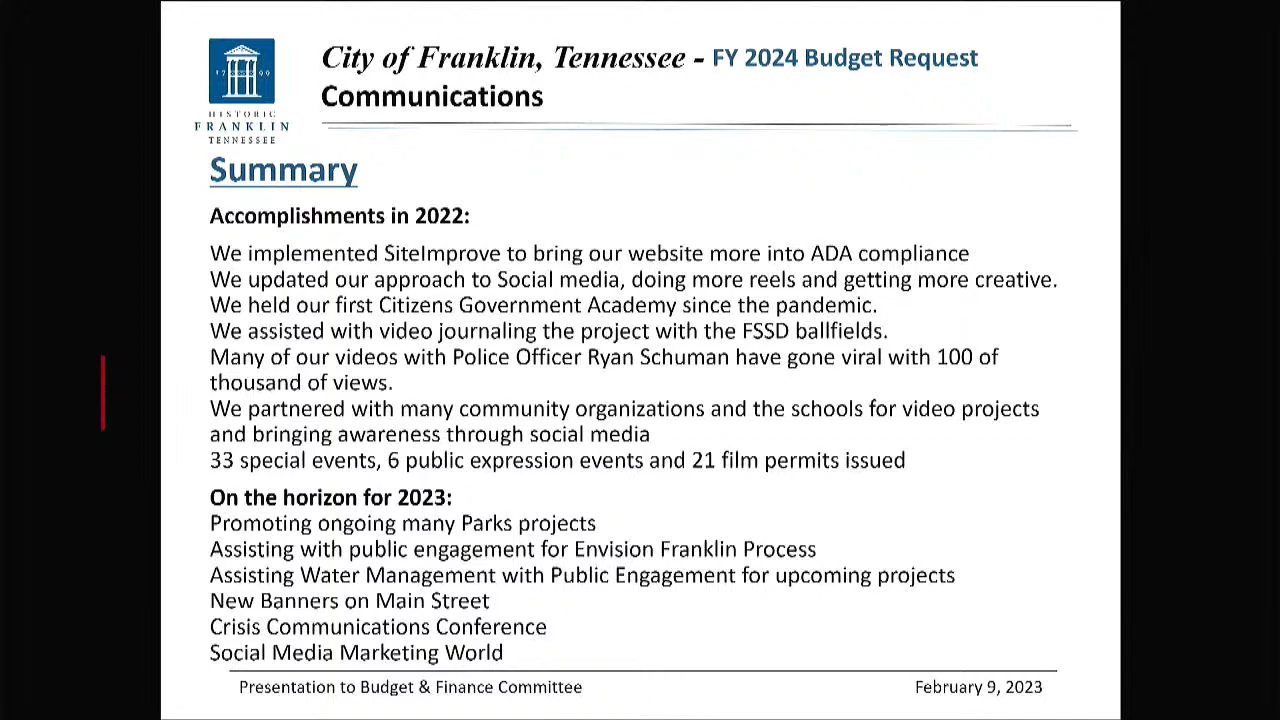 City of Franklin, Tennessee - FY 2024 Budget Request
Communications
17 99
HISTORIC
FRANKLIN
TENNESSEE
Summary
Accomplishments in 2022:
We implemented SiteImprove to bring our website more into ADA compliance
We updated our approach to Social media, doing more reels and getting more creative.
We held our first Citizens Government Academy since the pandemic.
We assisted with video journaling the project with the FSSD ballfields.
Many of our videos with Police Officer Ryan Schuman have gone viral with 100 of
thousand of views.
We partnered with many community organizations and the schools for video projects
and bringing awareness through social media
33 special events, 6 public expression events and 21 film permits issued
On the horizon for 2023:
Promoting ongoing many Parks projects
Assisting with public engagement for Envision Franklin Process
Assisting Water Management with Public Engagement for upcoming projects
New Banners on Main Street
Crisis Communications Conference
Social Media Marketing World
Presentation to Budget & Finance Committee
February 9, 2023